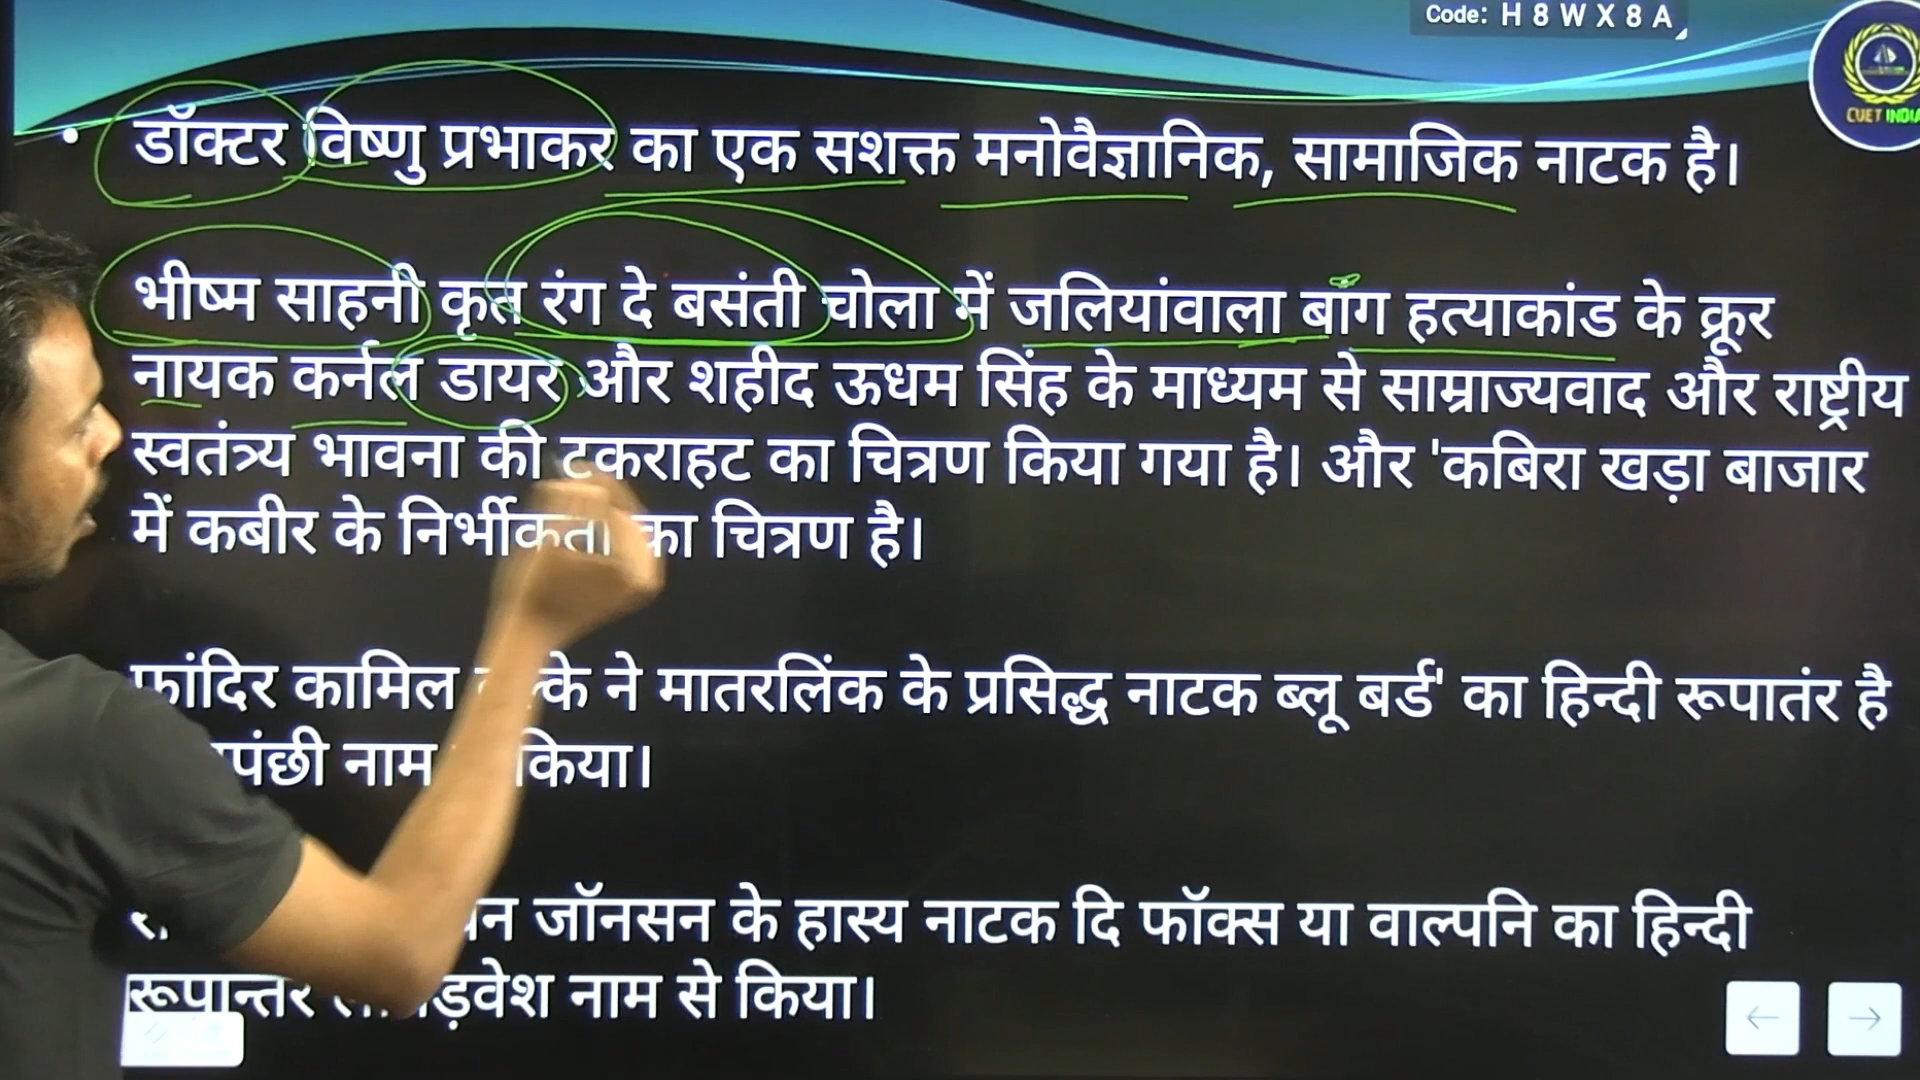 Code: H 8 W X 8 A
CUET INDIA
• डॉक्टर विष्णु प्रभाकर का एक सशक्त मनोवैज्ञानिक, सामाजिक नाटक है।
भीष्म साहनी कृत रंग दे बसंती चोला में जलियांवाला बाग हत्याकांड के क्रूर
नायक कर्नल डायर और शहीद ऊधम सिंह के माध्यम से साम्राज्यवाद और राष्ट्रीय
स्वतंत्र्य भावना की टकराहट का चित्रण किया गया है। और 'कबिरा खड़ा बाजार
में कबीर के निर्भीकता का चित्रण है।
फांदिर कामिल ने मातरलिंक के प्रसिद्ध नाटक ब्लू बर्ड' का हिन्दी रूपातंर है
पंछी नाम किया।
जॉनसन के हास्य नाटक दि फॉक्स या वाल्पनि का हिन्दी
रूपान्तर नाम से किया।